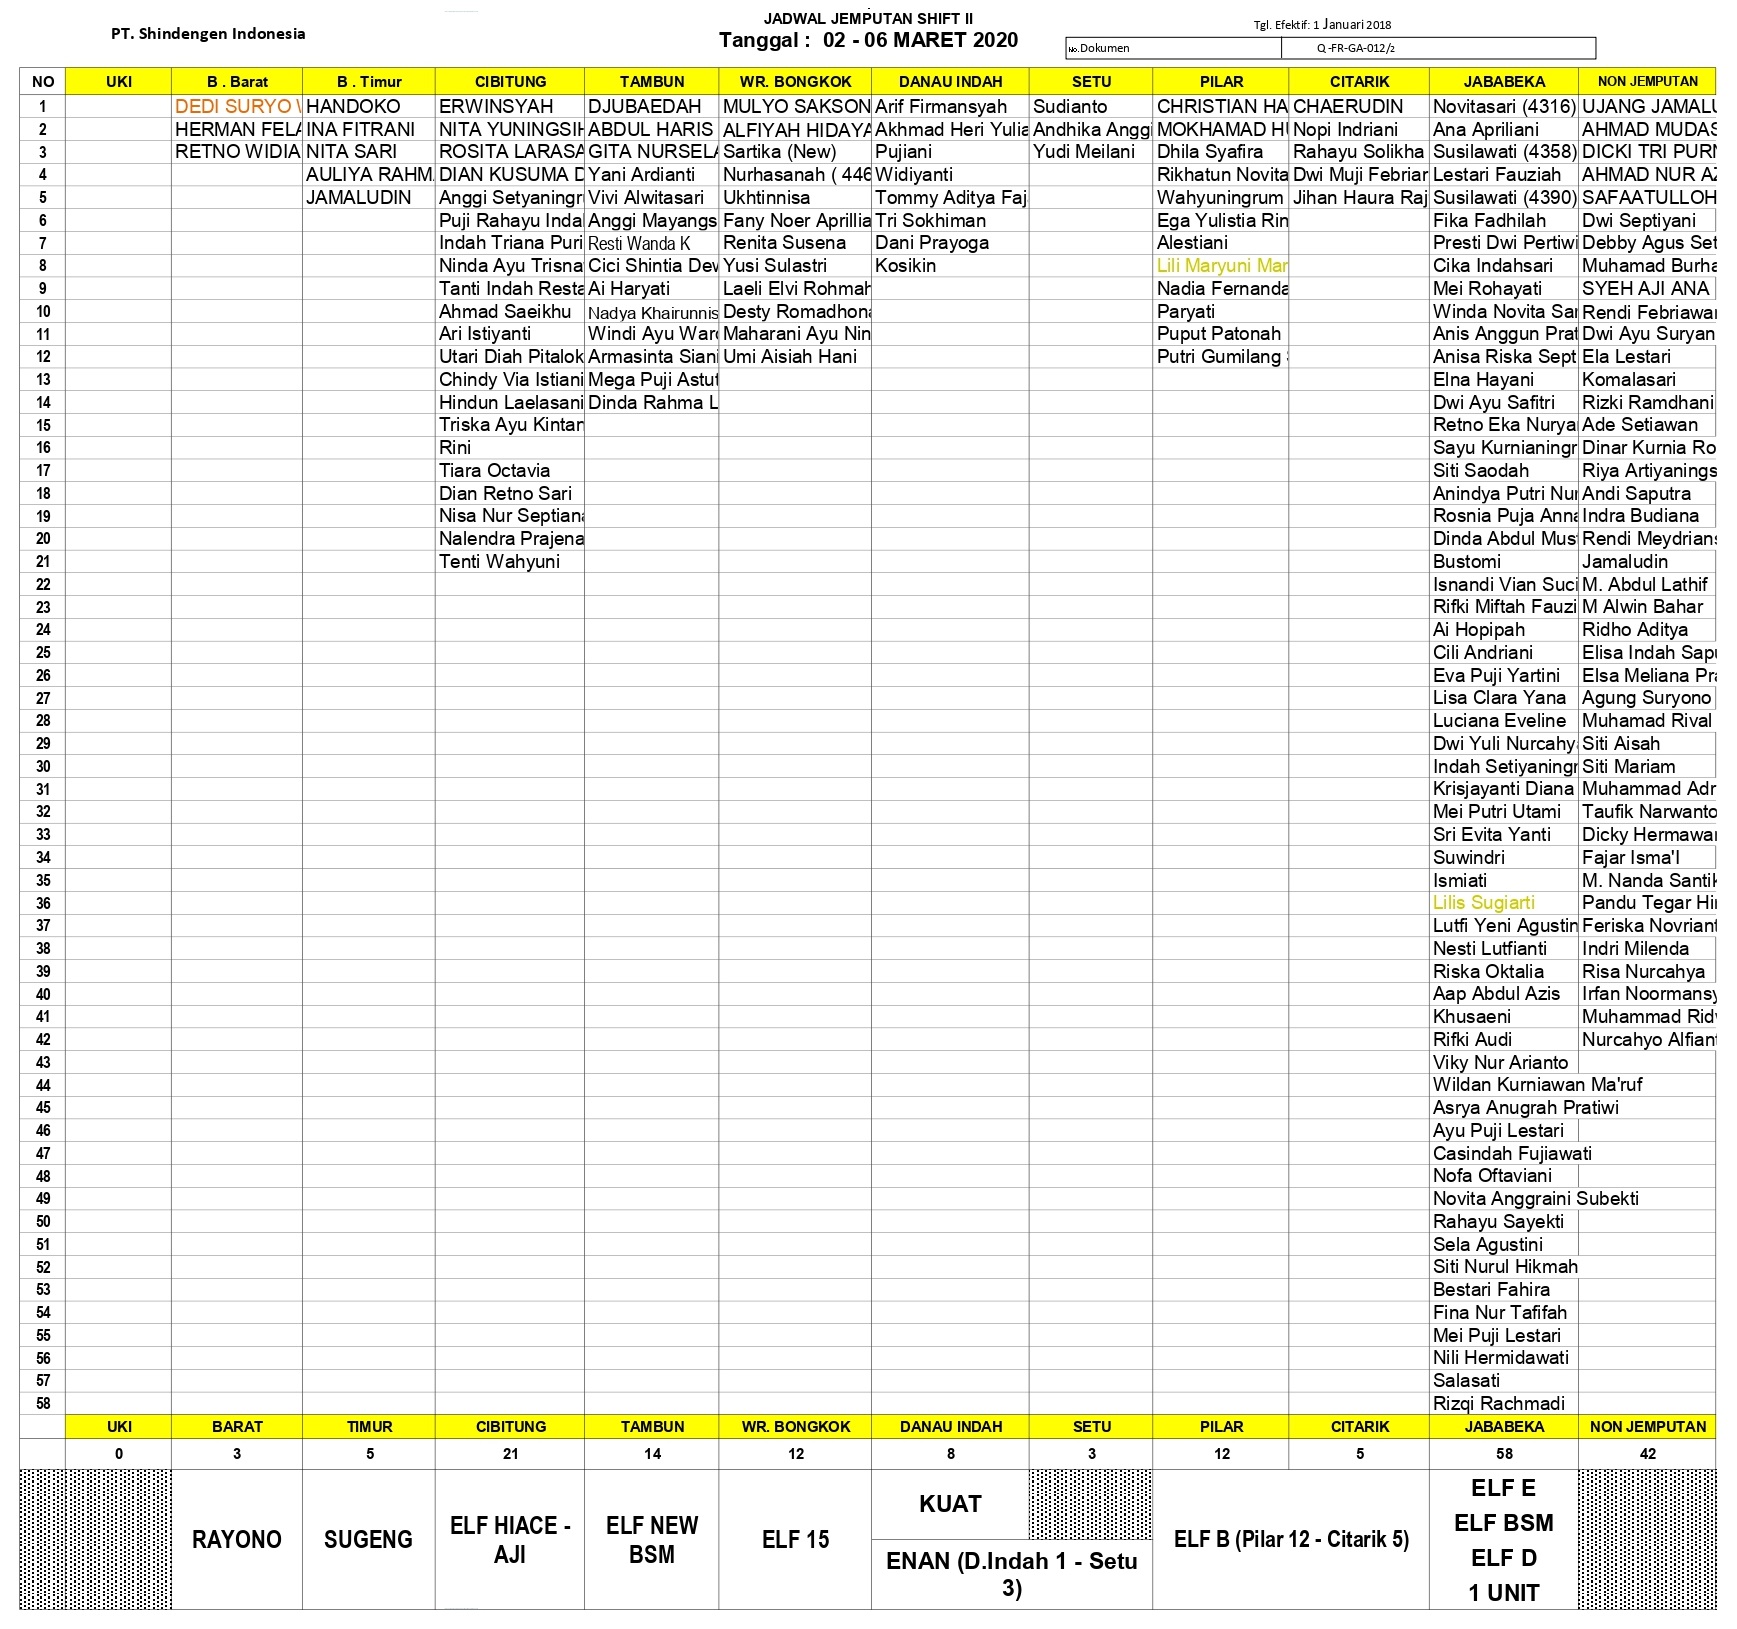 PT. Shindengen Indonesia
JADWAL JEMPUTAN SHIFT II
Tanggal : 02 - 06 MARET 2020
Tgl. Efektif: 1 Januari 2018
No.Dokumen Q-FR-GA-012/2
NO UKI B . Barat B . Timur CIBITUNG TAMBUN WR. BONGKOK DANAU INDAH SETU PILAR CITARIK JABABEKA NON JEMPUTAN
1 DEDI SURYO HANDOKO ERWINSYAH DJUBAEDAH MULYO SAKSON Arif Firmansyah Sudianto CHRISTIAN HA CHAERUDIN Novitasari (4316) UJANG JAMALU
2 HERMAN FELA INA FITRANI NITA YUNINGSIH ABDUL HARIS ALFIYAH HIDAYA Akhmad Heri Yulia Andhika Anggi MOKHAMAD HU Nopi Indriani Ana Apriliani AHMAD MUDAS
3 RETNO WIDIA NITA SARI ROSITA LARASA GITA NURSELA Sartika (New) Pujiani Yudi Meilani Dhila Syafira Rahayu Solikha Susilawati (4358) DICKI TRI PURN
4 AULIYA RAHM DIAN KUSUMA D Yani Ardianti Nurhasanah ( 446 Widiyanti Rikhatun Novita Dwi Muji Febriar Lestari Fauziah AHMAD NUR AZ
5 JAMALUDIN Anggi Setyaningr Vivi Alwitasari Ukhtinnisa Tommy Aditya Faj Wahyuningrum Jihan Haura Raj Susilawati (4390) SAFAATULLOH
6 Puji Rahayu Indal Anggi Mayangs Fany Noer Aprillia Tri Sokhiman Ega Yulistia Rin Fika Fadhilah Dwi Septiyani
7 Indah Triana Puri Resti Wanda K Renita Susena Dani Prayoga Alestiani Presti Dwi Pertiwi Debby Agus Set
8 Ninda Ayu Trisna Cici Shintia Dew Yusi Sulastri Kosikin Lili Maryuni Mar Cika Indahsari Muhamad Burha
9 Tanti Indah Resta Ai Haryati Laeli Elvi Rohmah Nadia Fernanda Mei Rohayati SYEH AJI ANA
10 Ahmad Saeikhu Nadya Khairunnis Desty Romadhona Paryati Winda Novita Sar Rendi Febriawan
11 Ari Istiyanti Windi Ayu Ward Maharani Ayu Nin Puput Patonah Anis Anggun Prat Dwi Ayu Suryan
12 Utari Diah Pitalok Armasinta Siani Umi Aisiah Hani Putri Gumilang Anisa Riska Sept Ela Lestari
13 Chindy Via Istiani Mega Puji Astut Elna Hayani Komalasari
14 Hindun Laelasani Dinda Rahma L Dwi Ayu Safitri Rizki Ramdhani
15 Triska Ayu Kintan Retno Eka Nurya Ade Setiawan
16 Rini Sayu Kurnianingr Dinar Kurnia Ro
17 Tiara Octavia Siti Saodah Riya Artiyanings
18 Dian Retno Sari Anindya Putri Nur Andi Saputra
19 Nisa Nur Septiana Rosnia Puja Anna Indra Budiana
20 Nalendra Prajena Dinda Abdul Must Rendi Meydrians
21 Tenti Wahyuni Bustomi Jamaludin
22 Isnandi Vian Suci M. Abdul Lathif
23 Rifki Miftah Fauzi M Alwin Bahar
24 Ai Hopipah Ridho Aditya
25 Cili Andriani Elisa Indah Sapu
26 Eva Puji Yartini Elsa Meliana Pra
27 Lisa Clara Yana Agung Suryono
28 Luciana Eveline Muhamad Rival
29 Dwi Yuli Nurcahya Siti Aisah
30 Indah Setiyaningr Siti Mariam
31 Krisjayanti Diana Muhammad Adr
32 Mei Putri Utami Taufik Narwanto
33 Sri Evita Yanti Dicky Hermawan
34 Suwindri Fajar Isma'I
35 Ismiati M. Nanda Santik
36 Lilis Sugiarti Pandu Tegar Hir
37 Lutfi Yeni Agustin Feriska Novriant
38 Nesti Lutfianti Indri Milenda
39 Riska Oktalia Risa Nurcahya
40 Aap Abdul Azis Irfan Noormansy
41 Khusaeni Muhammad Ridw
42 Rifki Audi Nurcahyo Alfiant
43 Viky Nur Arianto
44 Wildan Kurniawan Ma'ruf
45 Asrya Anugrah Pratiwi
46 Ayu Puji Lestari
47 Casindah Fujiawati
48 Nofa Oftaviani
49 Novita Anggraini Subekti
50 Rahayu Sayekti
51 Sela Agustini
52 Siti Nurul Hikmah
53 Bestari Fahira
54 Fina Nur Tafifah
55 Mei Puji Lestari
56 Nili Hermidawati
57 Salasati
58 Rizqi Rachmadi
UKI BARAT TIMUR CIBITUNG TAMBUN WR. BONGKOK DANAU INDAH SETU PILAR CITARIK JABABEKA NON JEMPUTAN
0 3 5 21 14 12 8 3 12 5 58 42
RAYONO
SUGENG
ELF HIACE -
AJI
ELF NEW
BSM
ELF 15
KUAT
ENAN (D.Indah 1 - Setu
3)
ELF B (Pilar 12 - Citarik 5)
ELF E
ELF BSM
ELF D
1 UNIT